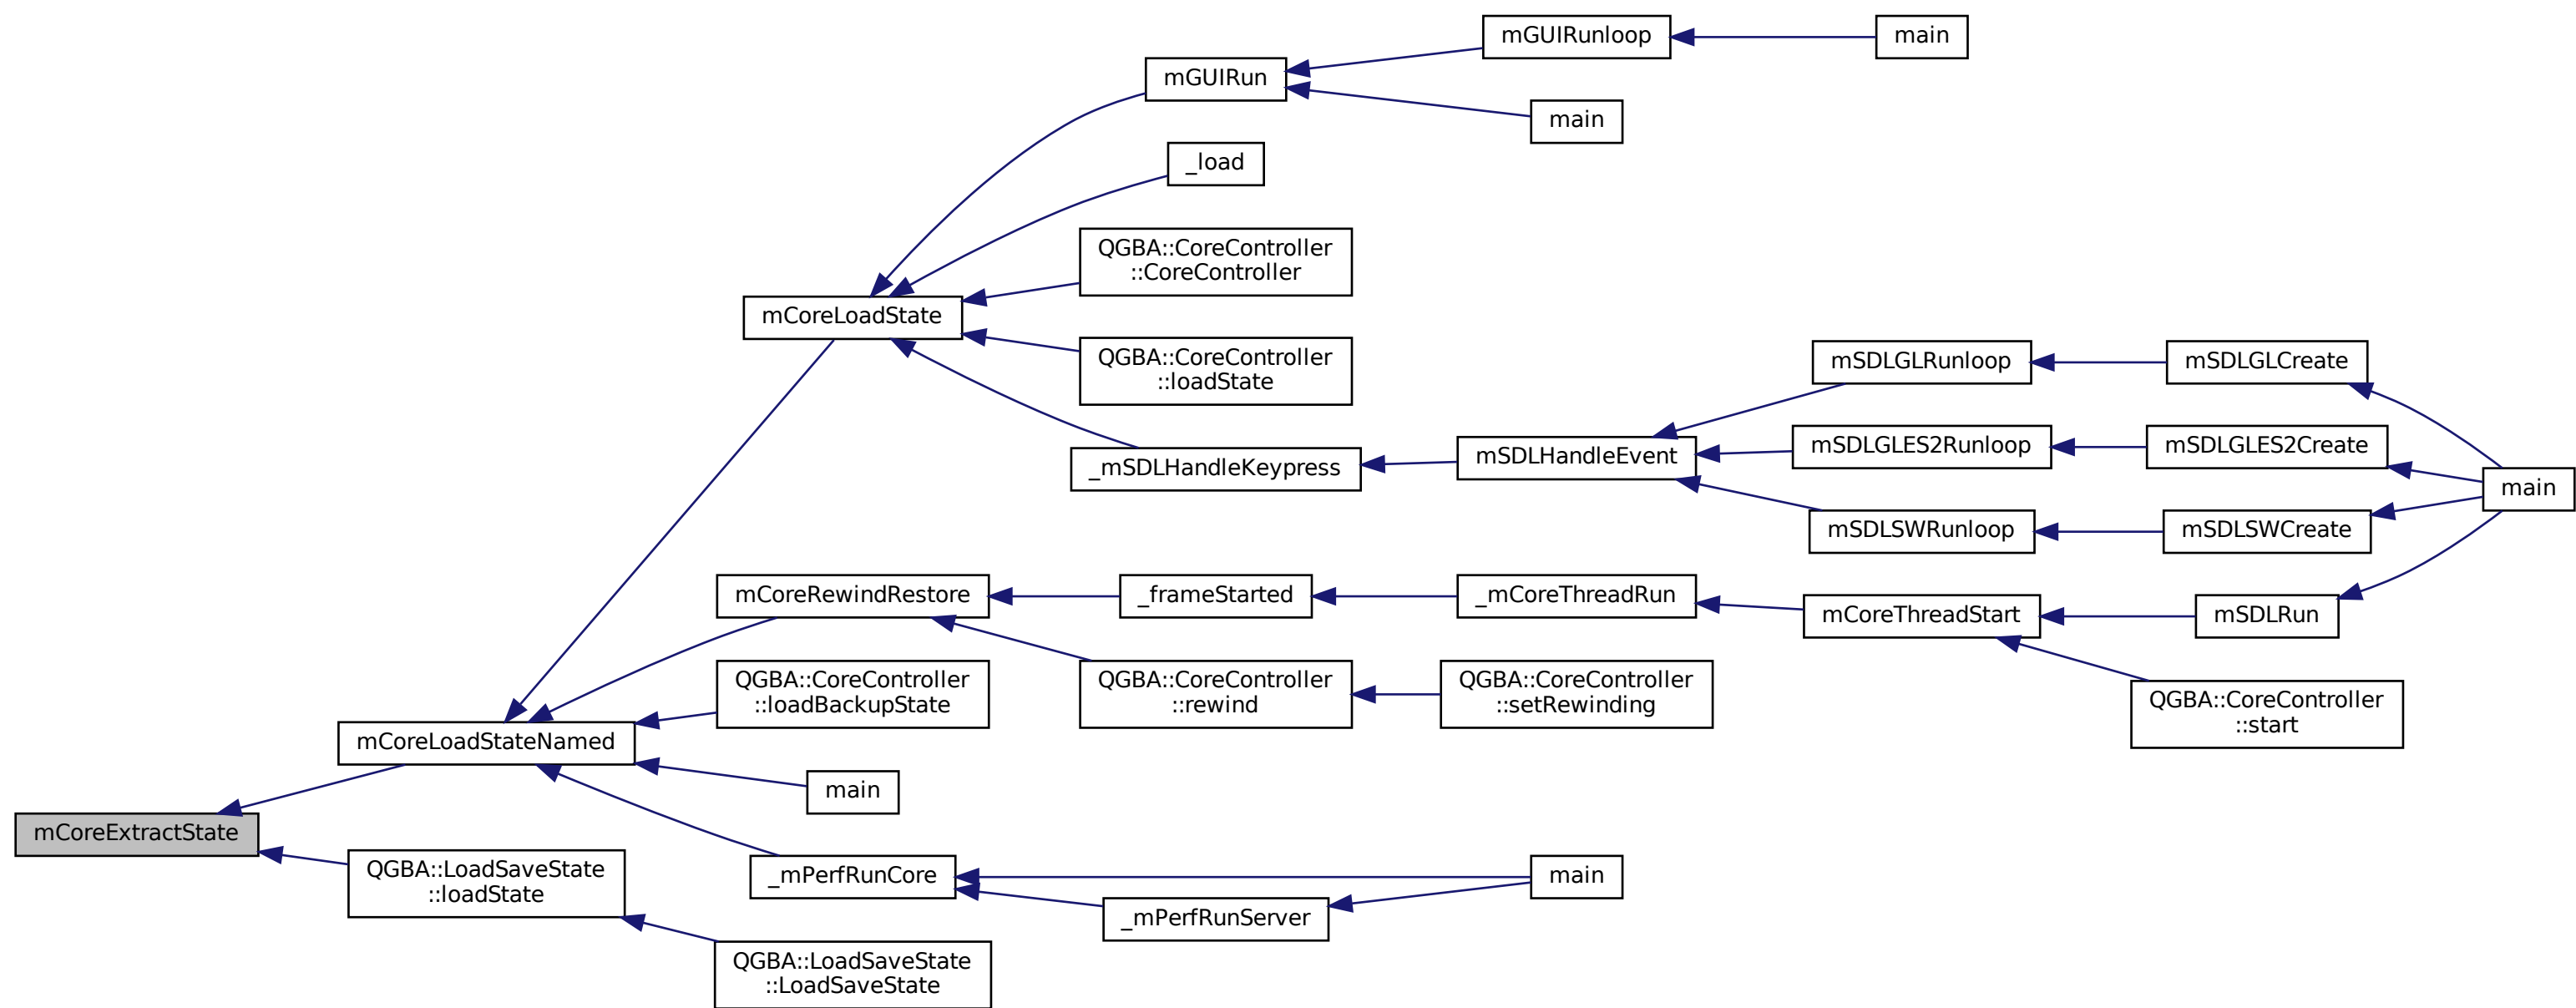 mGUIRunloop
main
mGUIRun
main
_load
QGBA::CoreController
::CoreController
mCoreLoadState
QGBA::CoreController
::loadState
mSDLGLRunloop
mSDLGLCreate
mSDLHandleEvent
mSDLGLES2Runloop
mSDLGLES2Create
_mSDLHandleKeypress
main
mSDLSWRunloop
mSDLSWCreate
mCoreRewindRestore
_frameStarted
_mCoreThreadRun
mCoreThreadStart
mSDLRun
QGBA::CoreController
::loadBackupState
QGBA::CoreController
::rewind
QGBA::CoreController
::setRewinding
QGBA::CoreController
::start
mCoreLoadStateNamed
main
mCoreExtractState
QGBA::LoadSaveState
::loadState
_mPerfRunCore
main
_mPerfRunServer
QGBA::LoadSaveState
::LoadSaveState